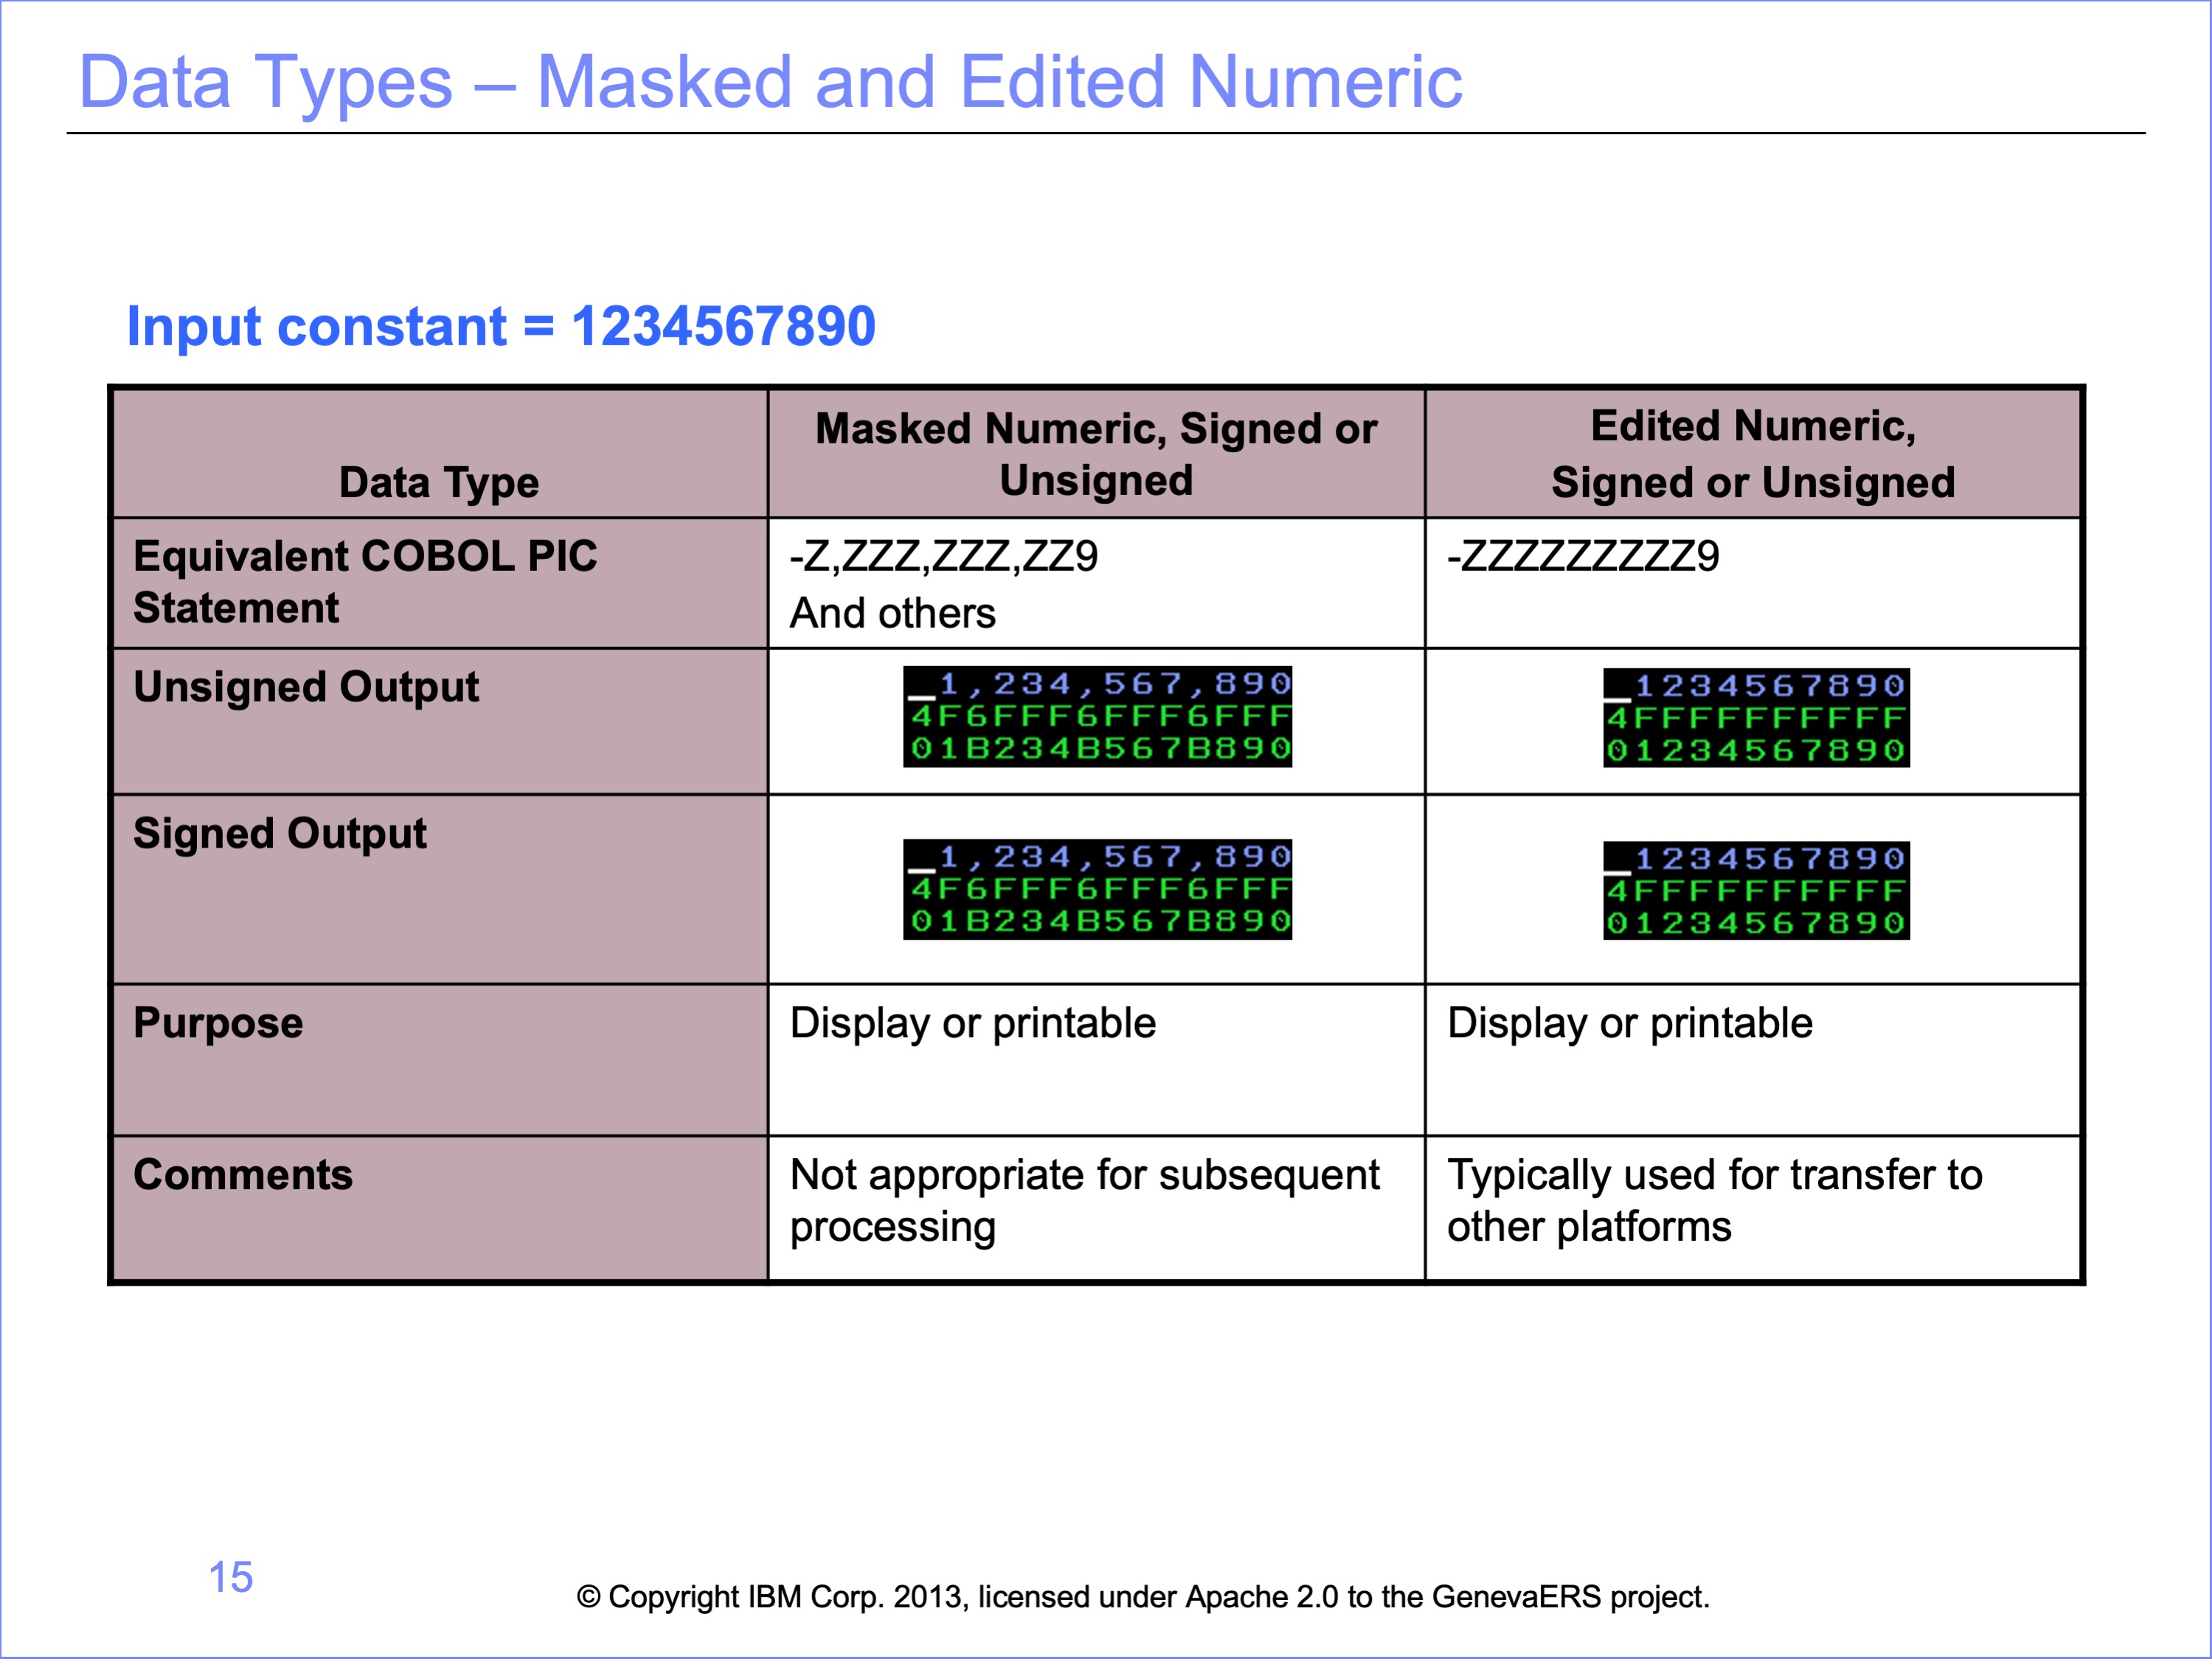 Data Types – Masked and Edited Numeric
Input constant = 1234567890
Data Type
Masked Numeric, Signed or
Unsigned
Edited Numeric,
Signed or Unsigned
Equivalent COBOL PIC
Statement
-Z,ZZZ,ZZZ,ZZ9
And others
-ZZZZZZZZZ9
Unsigned Output
_1,234,567,890
4F6FFF6FFF6FFF
01B234B567B890
_1234567890
4FFFFFFFFFF
01234567890
Signed Output
_1,234,567,890
4F6FFF6FFF6FFF
01B234B567B890
_1234567890
4FFFFFFFFFF
01234567890
Purpose
Display or printable
Display or printable
Comments
Not appropriate for subsequent
processing
Typically used for transfer to
other platforms
15
© Copyright IBM Corp. 2013, licensed under Apache 2.0 to the GenevaERS project.